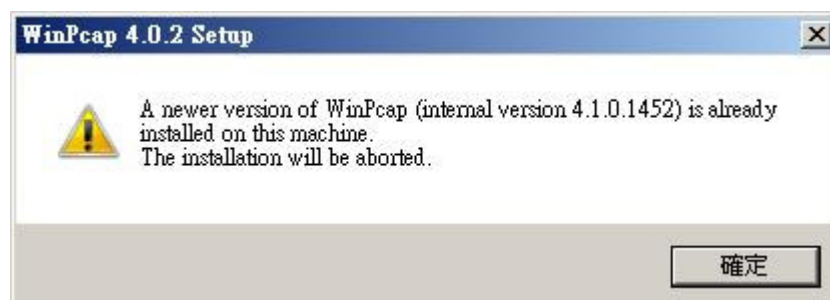 WinPcap 4.0.2 Setup
A newer version of WinPcap (internal version 4.1.0.1452) is already
installed on this machine.
The installation will be aborted.
確定